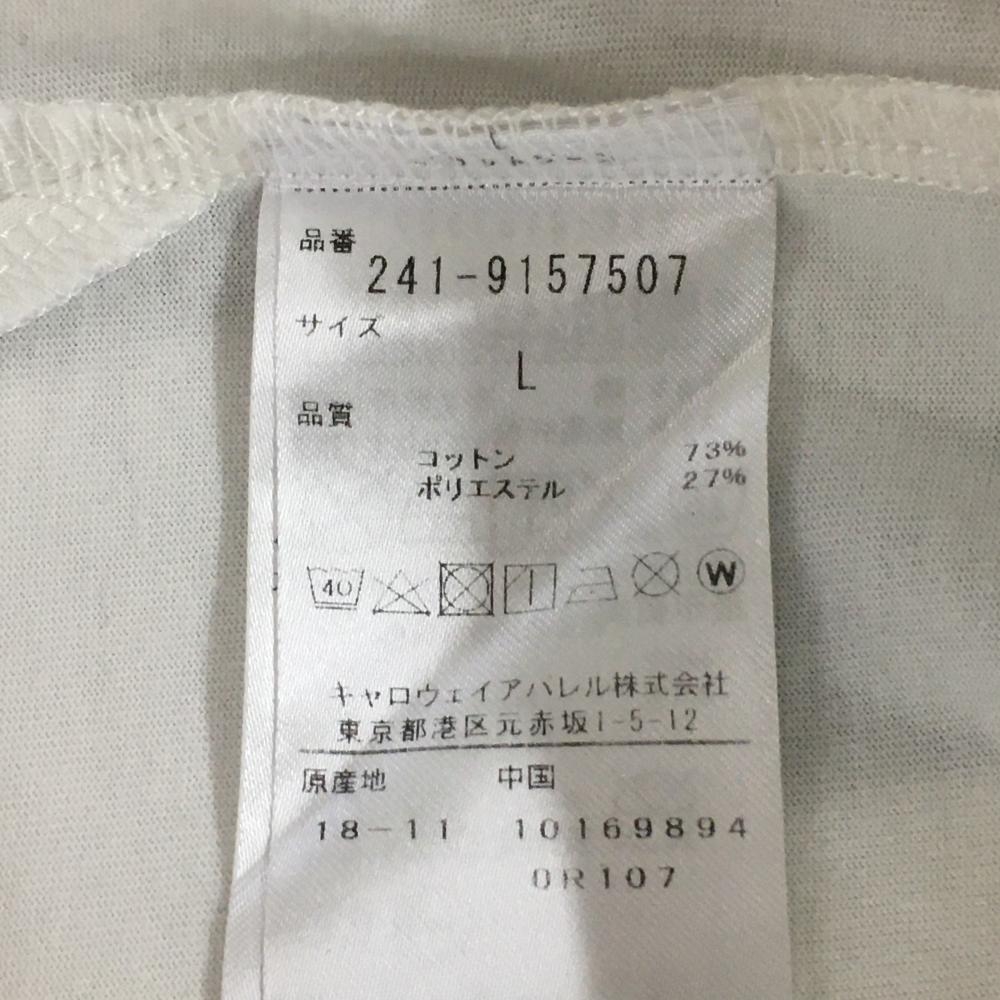 品番
241-9157507
サイズ
L
品質
コットン 73%
ポリエステル 27%
40
W
キャロウェイアパレル株式会社
東京都港区元赤坂1-5-12
原産地 中国
18-11 10169894
0R107